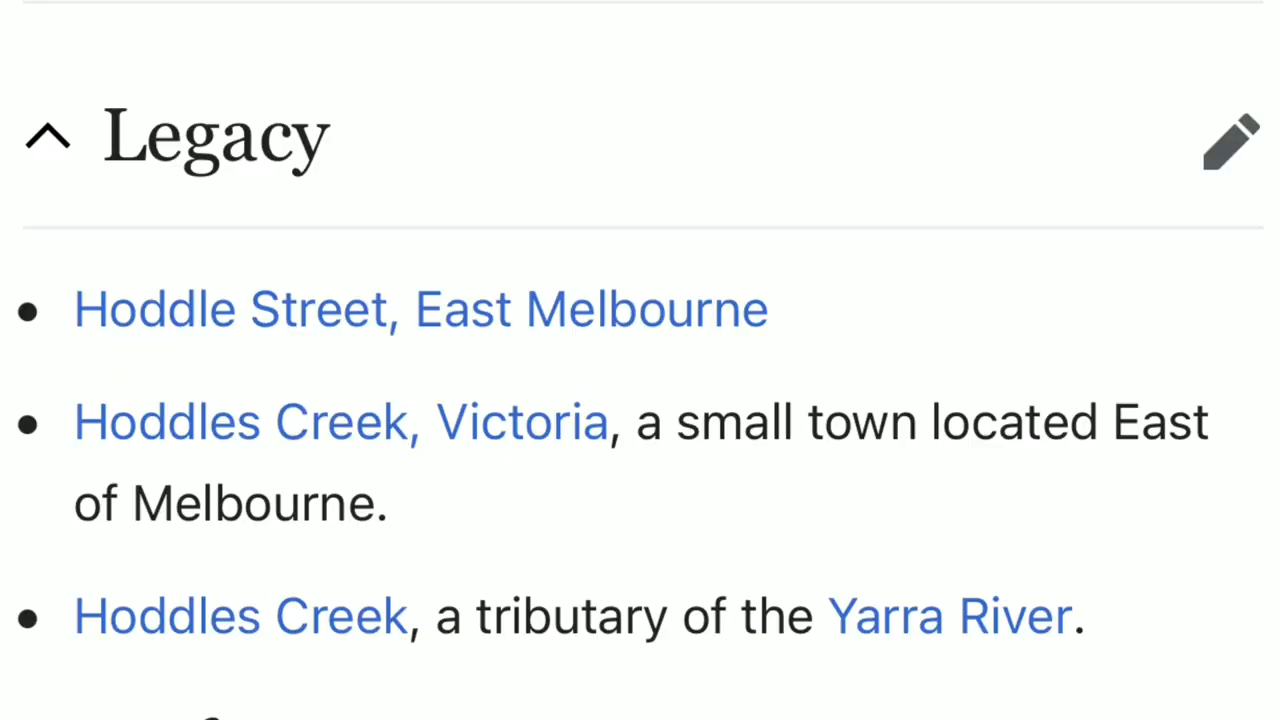 Legacy
Hoddle Street, East Melbourne
Hoddles Creek, Victoria, a small town located East
of Melbourne.
Hoddles Creek, a tributary of the Yarra River.